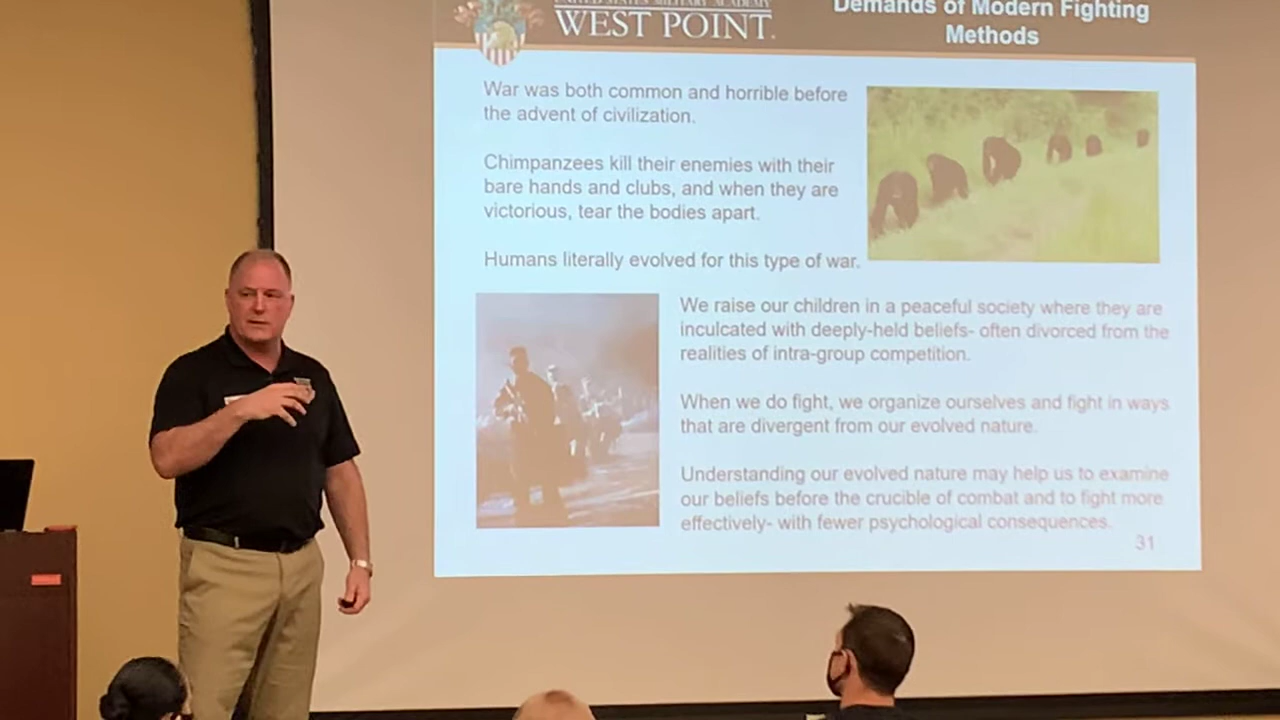 UNITED STATES MILITARY ACADEMY
WEST POINT.
Demands of Modern Fighting
Methods
War was both common and horrible before
the advent of civilization.
Chimpanzees kill their enemies with their
bare hands and clubs, and when they are
victorious, tear the bodies apart.
Humans literally evolved for this type of war.
We raise our children in a peaceful society where they are
inculcated with deeply-held beliefs- often divorced from the
realities of intra-group competition.
When we do fight, we organize ourselves and fight in ways
that are divergent from our evolved nature.
Understanding our evolved nature may help us to examine
our beliefs before the crucible of combat and to fight more
effectively- with fewer psychological consequences.
31